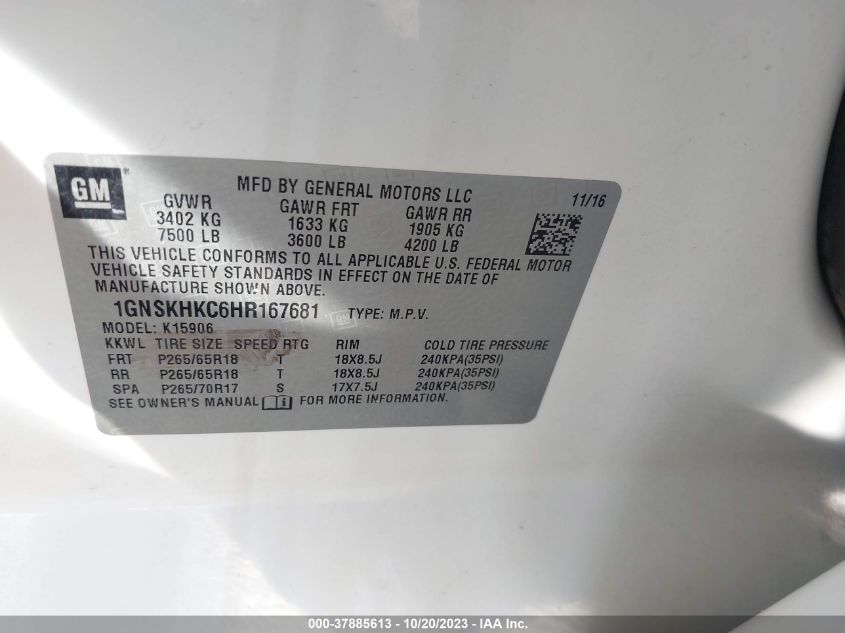 GM ®
MFD BY GENERAL MOTORS LLC 11/16
GVWR GAWR FRT GAWR RR
3402 KG 1633 KG 1905 KG
7500 LB 3600 LB 4200 LB
THIS VEHICLE CONFORMS TO ALL APPLICABLE U.S. FEDERAL MOTOR
VEHICLE SAFETY STANDARDS IN EFFECT ON THE DATE OF
MANUFACTURE SHOWN ABOVE.
1GNSKHKC6HR167681 TYPE: M.P.V.
MODEL: K15906
KKWL TIRE SIZE SPEED RTG RIM COLD TIRE PRESSURE
FRT P265/65R18 T 18X8.5J 240KPA(35PSI)
RR P265/65R18 T 18X8.5J 240KPA(35PSI)
SPA P265/70R17 S 17X7.5J 240KPA(35PSI)
SEE OWNER'S MANUAL i FOR MORE INFORMATION.
000-37885613 - 10/20/2023 - IAA Inc.